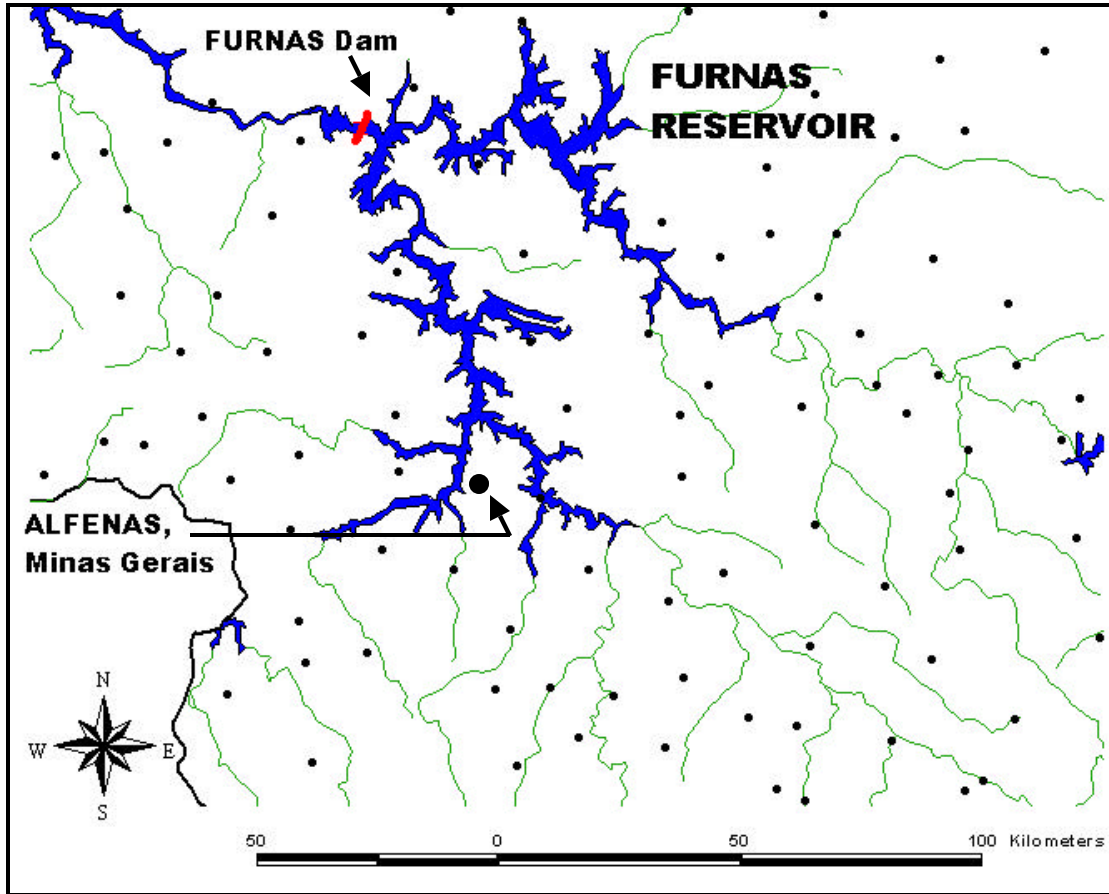 FURNAS Dam
FURNAS
RESERVOIR
ALFENAS,
Minas Gerais
N
W E
S
50 0 50 100 Kilometers